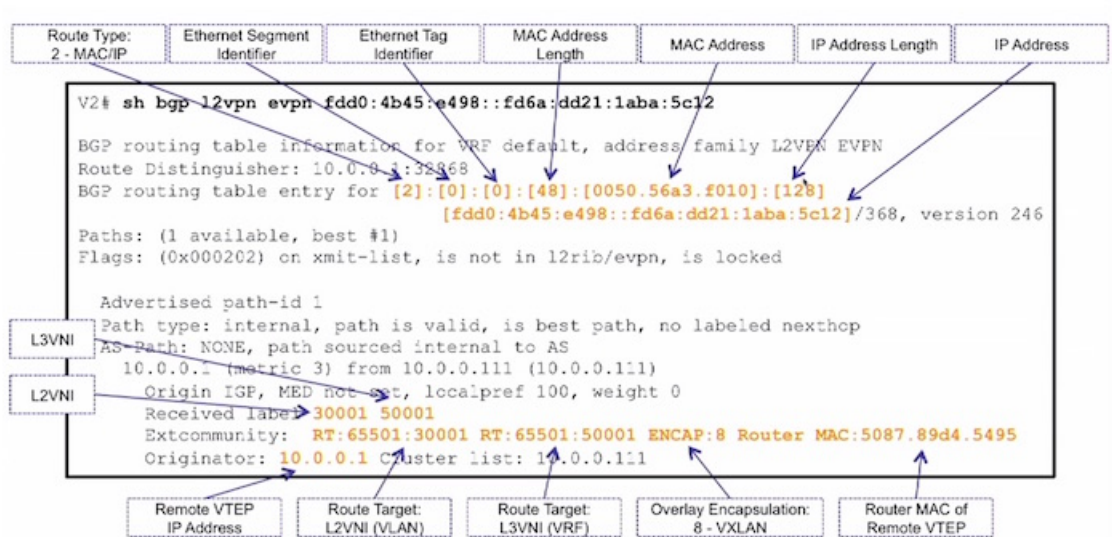 Route Type:
2 - MAC/IP
Ethernet Segment
Identifier
Ethernet Tag
Identifier
MAC Address
Length
MAC Address
IP Address Length
IP Address
V2# sh bgp l2vpn evpn fdd0:4b45:e498::fd6a:dd21:1aba:5c12
BGP routing table information for VRF default, address family L2VPN EVPN
Route Distinguisher: 10.0.0.1:32868
BGP routing table entry for [2]:[0]:[0]:[48]:[0050.56a3.f010]:[128]
[fdd0:4b45:e498::fd6a:dd21:1aba:5c12]/368, version 246
Paths: (1 available, best #1)
Flags: (0x000202) on xmit-list, is not in l2rib/evpn, is locked
Advertised path-id 1
Path type: internal, path is valid, is best path, no labeled nexthop
L3VNI
AS-Path: NONE, path sourced internal to AS
10.0.0.1 (metric 3) from 10.0.0.111 (10.0.0.111)
L2VNI
Origin IGP, MED not set, localpref 100, weight 0
Received label 30001 50001
Extcommunity: RT:65501:30001 RT:65501:50001 ENCAP:8 Router MAC:5087.89d4.5495
Originator: 10.0.0.1 Cluster list: 10.0.0.111
Remote VTEP
IP Address
Route Target:
L2VNI (VLAN)
Route Target:
L3VNI (VRF)
Overlay Encapsulation:
8 - VXLAN
Router MAC of
Remote VTEP